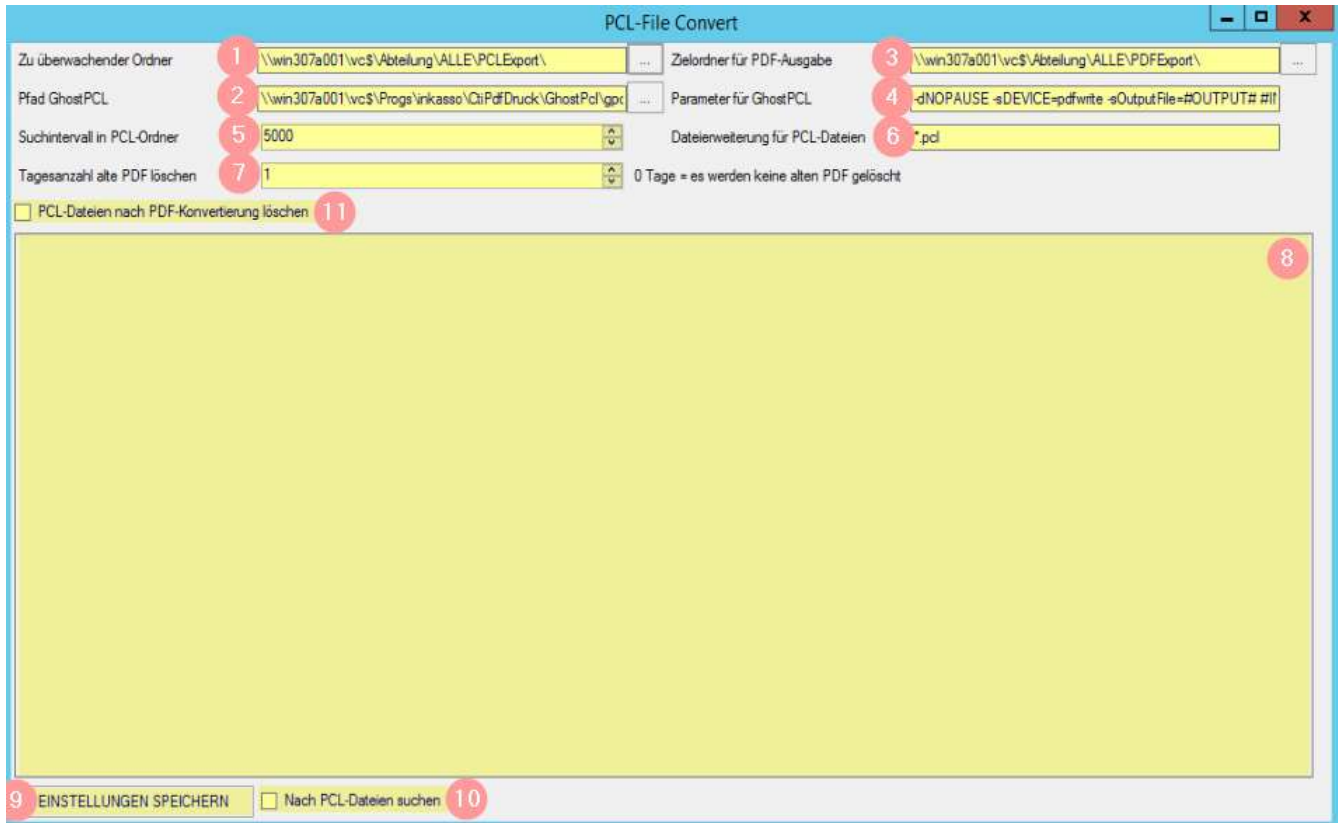 PCL-File Convert
Zu überwachender Ordner 1 \\win307a001\vc$\Abteilung\ALLE\PCLExport\ ... Zielordner für PDF-Ausgabe 3 \\win307a001\vc$\Abteilung\ALLE\PDFExport\ ...
Pfad GhostPCL 2 \\win307a001\vc$\Progs\inkasso\CtiPdfDruck\GhostPcl\gpc ... Parameter für GhostPCL 4 -dNOPAUSE -sDEVICE=pdfwrite -sOutputFile=#OUTPUT#
Suchintervall in PCL-Ordner 5 5000 Dateienweiterung für PCL-Dateien 6 *.pcl
Tagesanzahl alte PDF löschen 7 1 0 Tage = es werden keine alten PDF gelöscht
PCL-Dateien nach PDF-Konvertierung löschen 11
8
9 EINSTELLUNGEN SPEICHERN Nach PCL-Dateien suchen 10